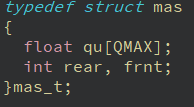 typedef struct mas
{
float qu[QMAX];
int rear, frnt;
}mas_t;